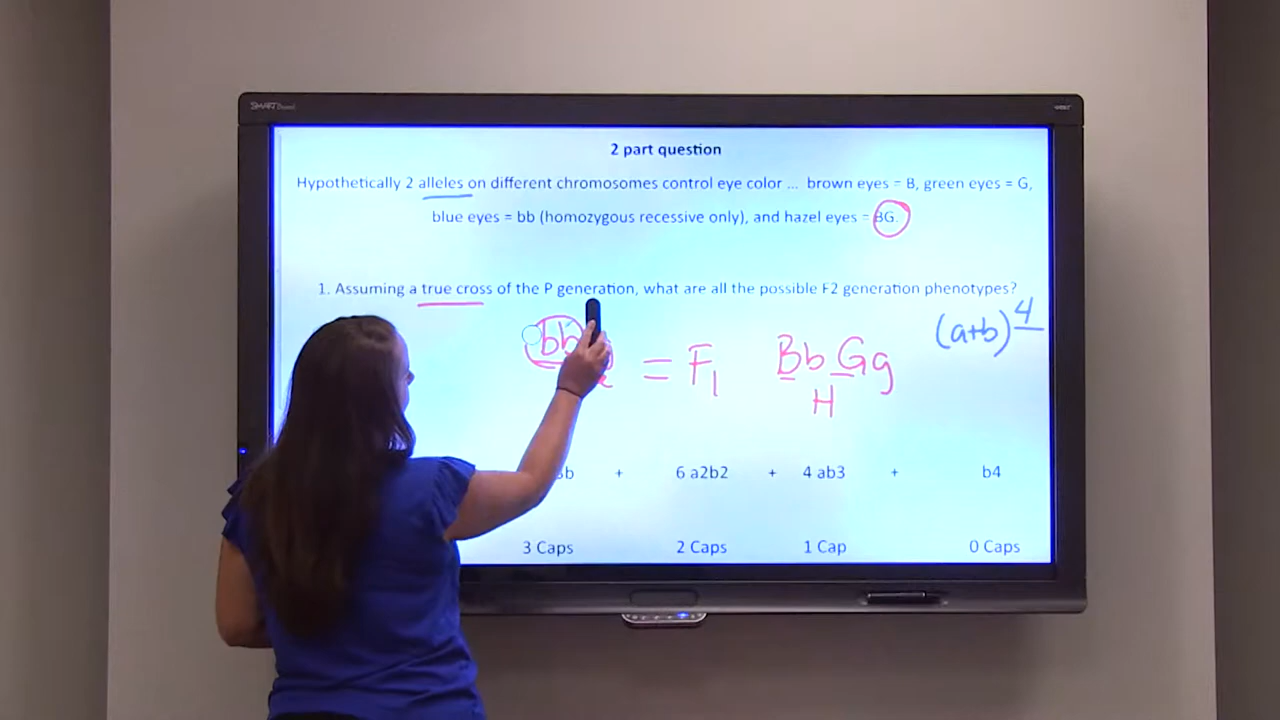 SMART Board
2 part question
Hypothetically 2 alleles on different chromosomes control eye color ... brown eyes = B, green eyes = G,
blue eyes = bb (homozygous recessive only), and hazel eyes = BG.
1. Assuming a true cross of the P generation, what are all the possible F2 generation phenotypes?
(a+b)4
bb = F1 BbGg
H
+ 6 a2b2 + 4 ab3 + b4
3 Caps 2 Caps 1 Cap 0 Caps